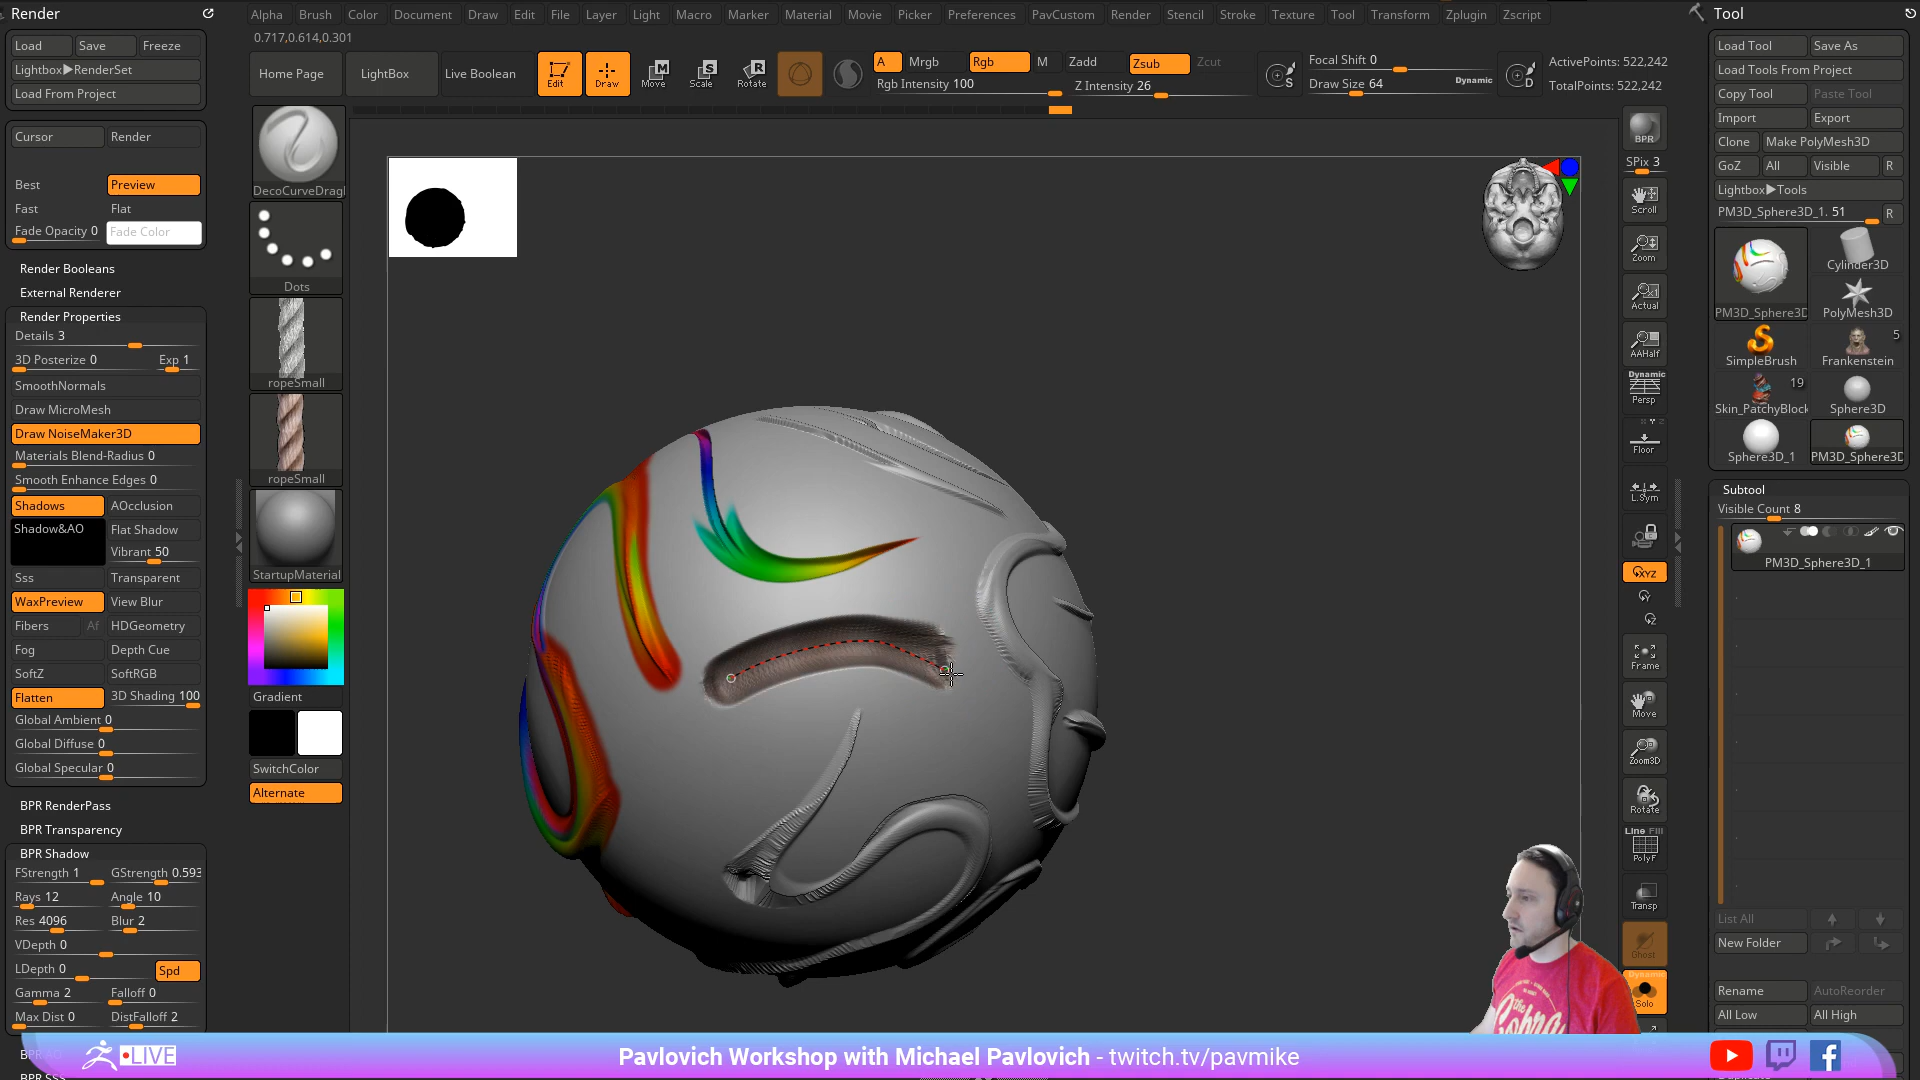 Render
Alpha Brush Color Document Draw Edit File Layer Light Macro Marker Material Movie Picker Preferences PavCustom Render Stencil Stroke Texture Tool Transform Zplugin Zscript
Tool
0.717,0.614,0.301
Load Save Freeze
Lightbox▶RenderSet
Load From Project
Cursor Render
Best Preview
Fast Flat
Fade Opacity 0 Fade Color
Render Booleans
External Renderer
Render Properties
Details 3
3D Posterize 0 Exp 1
SmoothNormals
Draw MicroMesh
Draw NoiseMaker3D
Materials Blend-Radius 0
Smooth Enhance Edges 0
Shadows AOcclusion
Shadow&AO Flat Shadow
Vibrant 50
Sss Transparent
WaxPreview View Blur
Fibers Af HDGeometry
Fog Depth Cue
SoftZ SoftRGB
Flatten 3D Shading 100
Global Ambient 0
Global Diffuse 0
Global Specular 0
BPR RenderPass
BPR Transparency
BPR Shadow
FStrength 1 GStrength 0.593
Rays 12 Angle 10
Res 4096 Blur 2
VDepth 0
LDepth 0 Spd
Gamma 2 Falloff 0
Max Dist 0 DistFalloff 2
Home Page LightBox Live Boolean
Edit Draw Move Scale Rotate
A Mrgb Rgb M Zadd Zsub Zcut
Rgb Intensity 100 Z Intensity 26
Focal Shift 0
Draw Size 64 Dynamic
S D
ActivePoints: 522,242
TotalPoints: 522,242
DecoCurveDragl
Dots
ropeSmall
ropeSmall
StartupMaterial
Gradient
SwitchColor
Alternate
BPR
SPix 3
Scroll
Zoom
Actual
AAHalf
Dynamic
Persp
Floor
L.Sym
XYZ
Y
Z
Frame
Move
Zoom3D
Rotate
Line Fill
PolyF
Transp
Ghost
Dynamic
Solo
Load Tool Save As
Load Tools From Project
Copy Tool Paste Tool
Import Export
Clone Make PolyMesh3D
GoZ All Visible R
Lightbox▶Tools
PM3D_Sphere3D_1. 51 R
Cylinder3D
PM3D_Sphere3D PolyMesh3D
5
SimpleBrush Frankenstein
19
Skin_PatchyBlock Sphere3D
Sphere3D_1 PM3D_Sphere3D
Subtool
Visible Count 8
PM3D_Sphere3D_1
List All
New Folder
Rename AutoReorder
All Low All High
the
Cobra
LIVE
Pavlovich Workshop with Michael Pavlovich - twitch.tv/pavmike